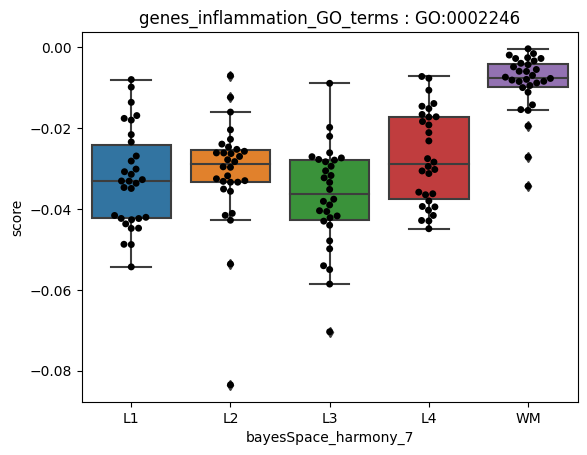 genes_inflammation_GO_terms : GO:0002246
0.00
−0.02
−0.04
−0.06
−0.08
score
L1 L2 L3 L4 WM
bayesSpace_harmony_7